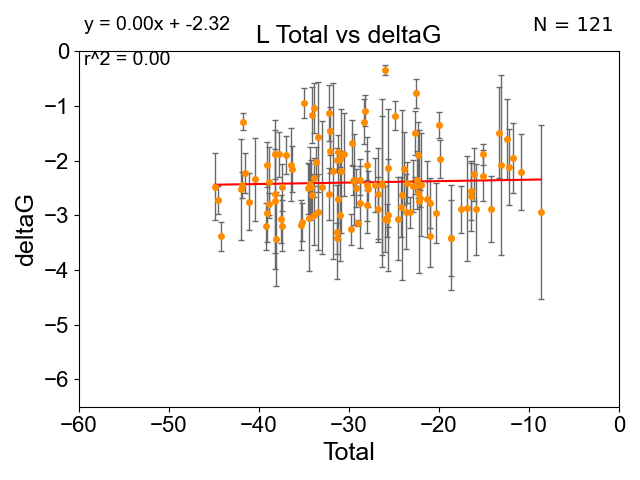 y = 0.00x + -2.32
N = 121
L Total vs deltaG
r^2 = 0.00
0
−1
−2
−3
−4
−5
−6
deltaG
−60
−50
−40
−30
−20
−10
0
Total